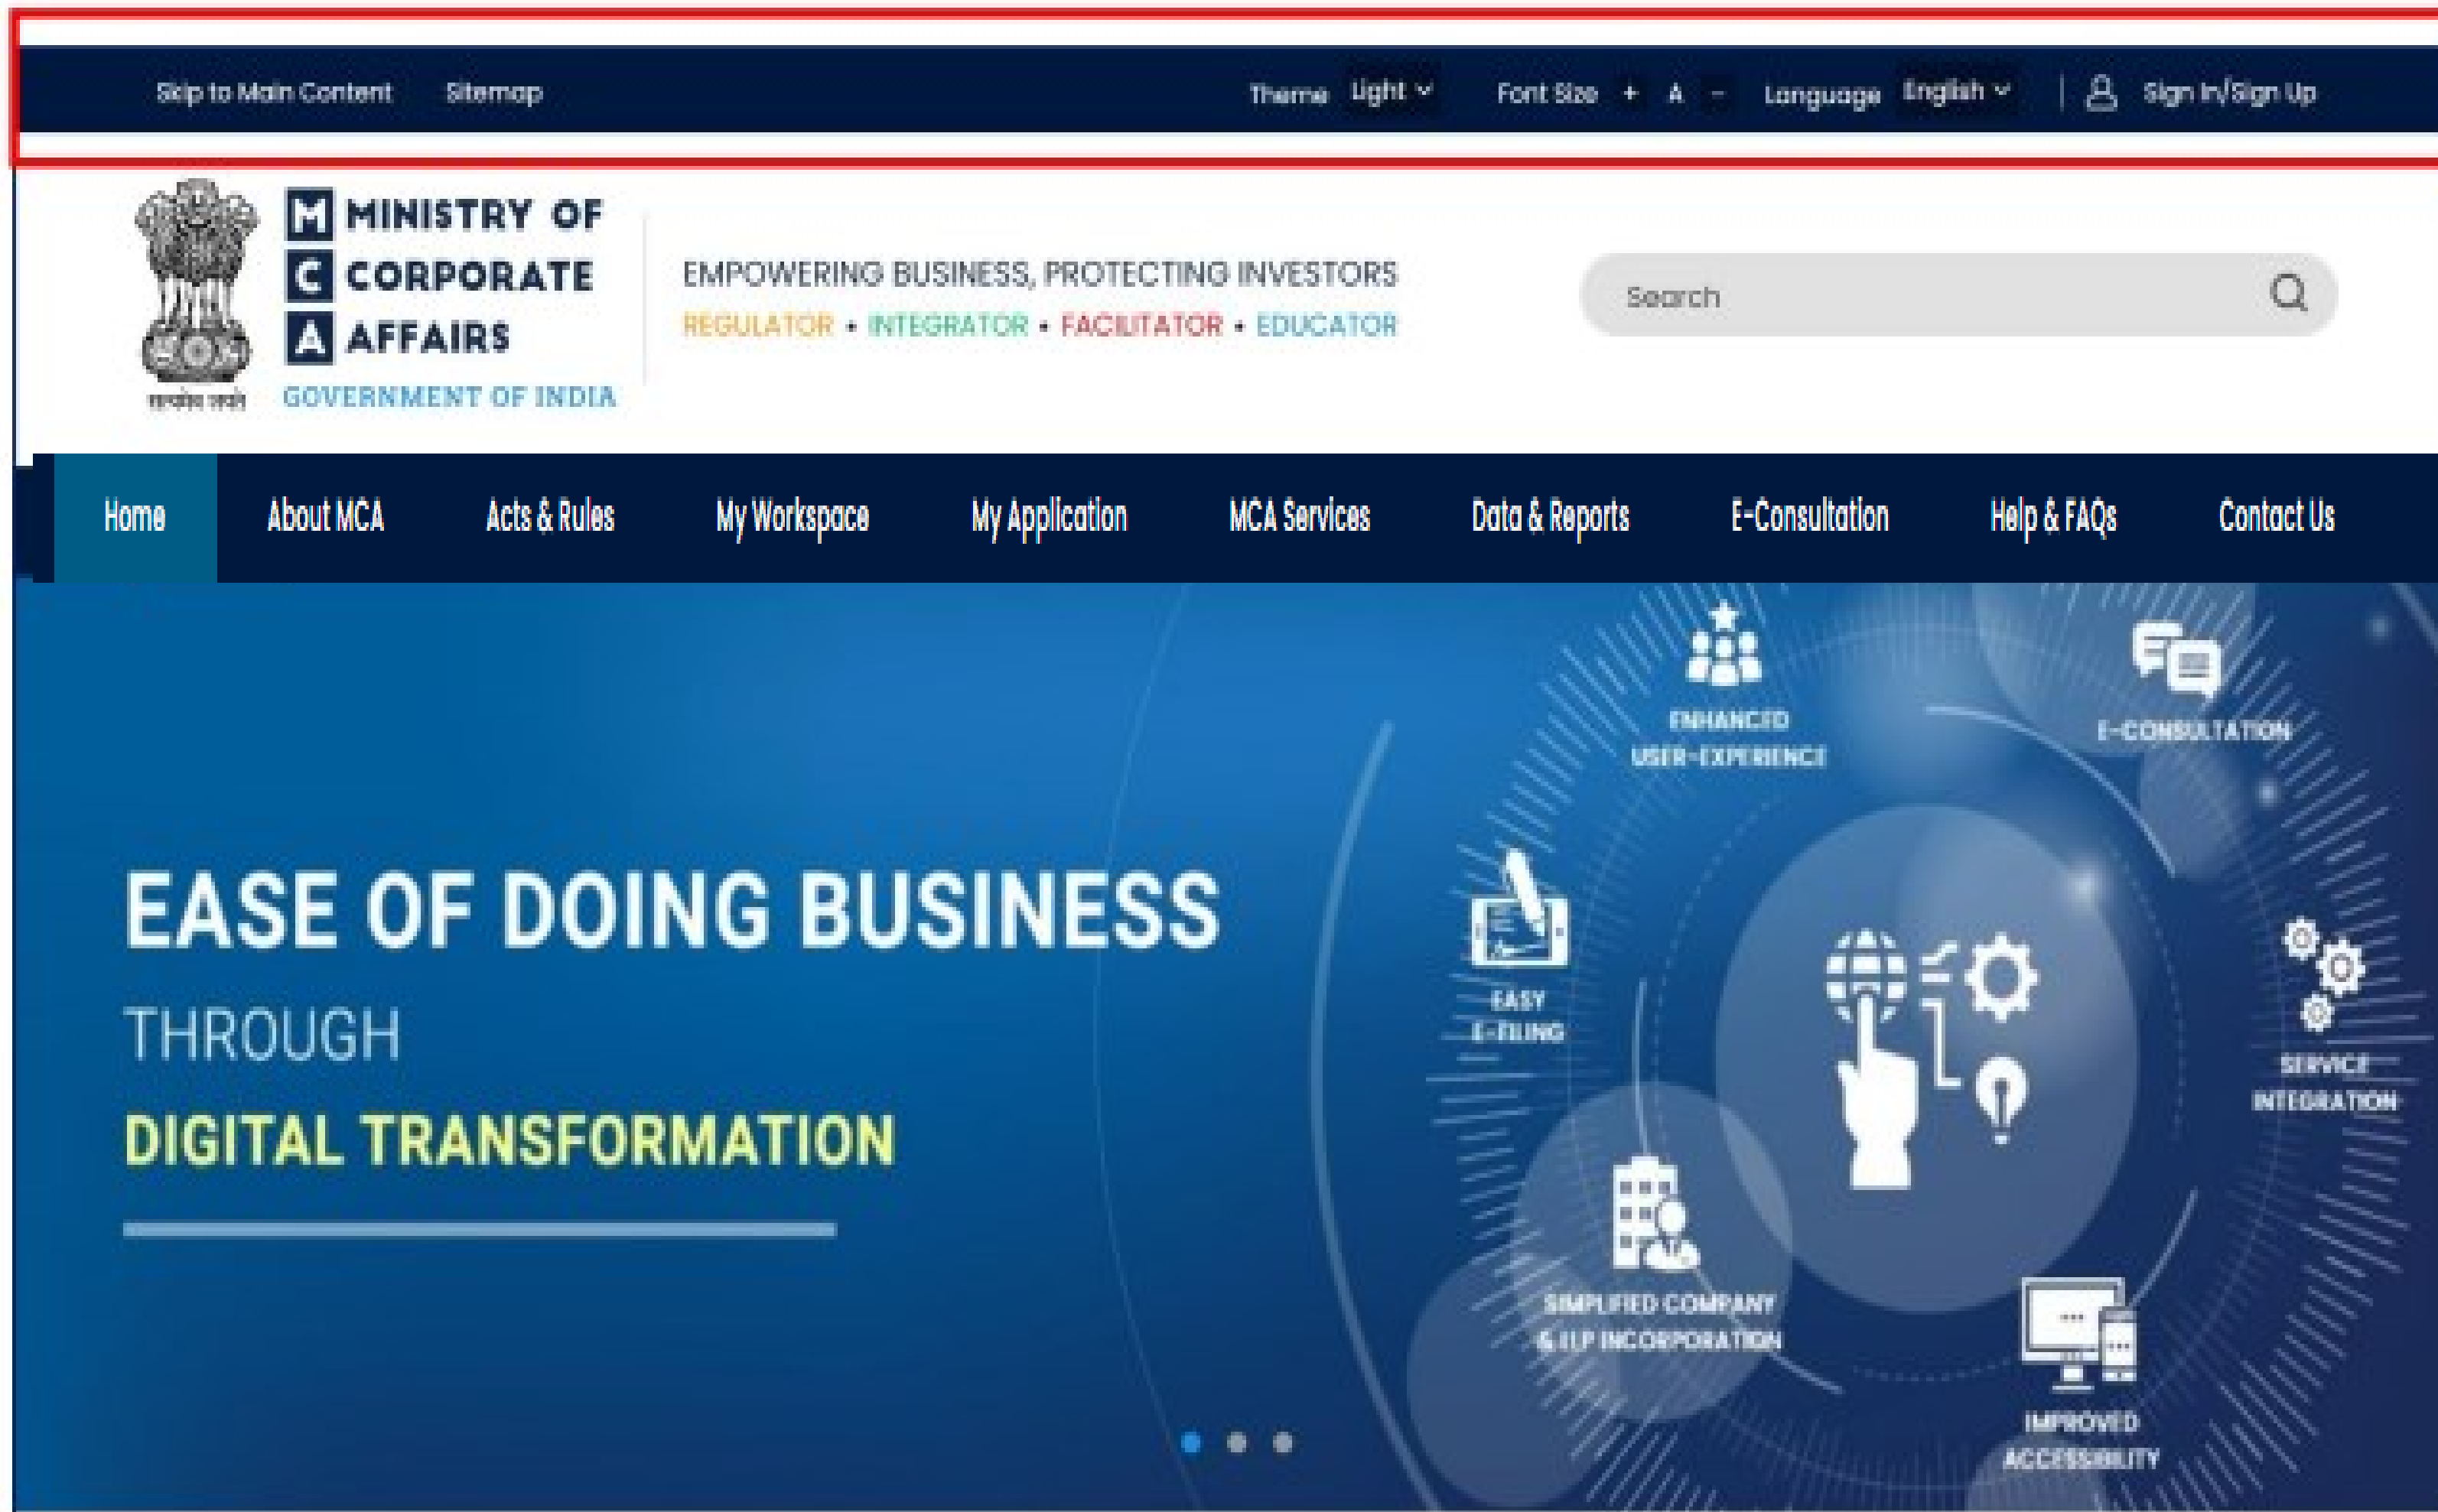 Skip to Main Content Sitemap Theme Light Font Size + A - Language English | Sign In/Sign Up
MINISTRY OF
CORPORATE
AFFAIRS
GOVERNMENT OF INDIA
EMPOWERING BUSINESS, PROTECTING INVESTORS
REGULATOR • INTEGRATOR • FACILITATOR • EDUCATOR
Search
Home About MCA Acts & Rules My Workspace My Application MCA Services Data & Reports E-Consultation Help & FAQs Contact Us
EASE OF DOING BUSINESS
THROUGH
DIGITAL TRANSFORMATION
ENHANCED
USER-EXPERIENCE
E-CONSULTATION
EASY
E-FILING
SERVICE
INTEGRATION
SIMPLIFIED COMPANY
& LLP INCORPORATION
IMPROVED
ACCESSIBILITY